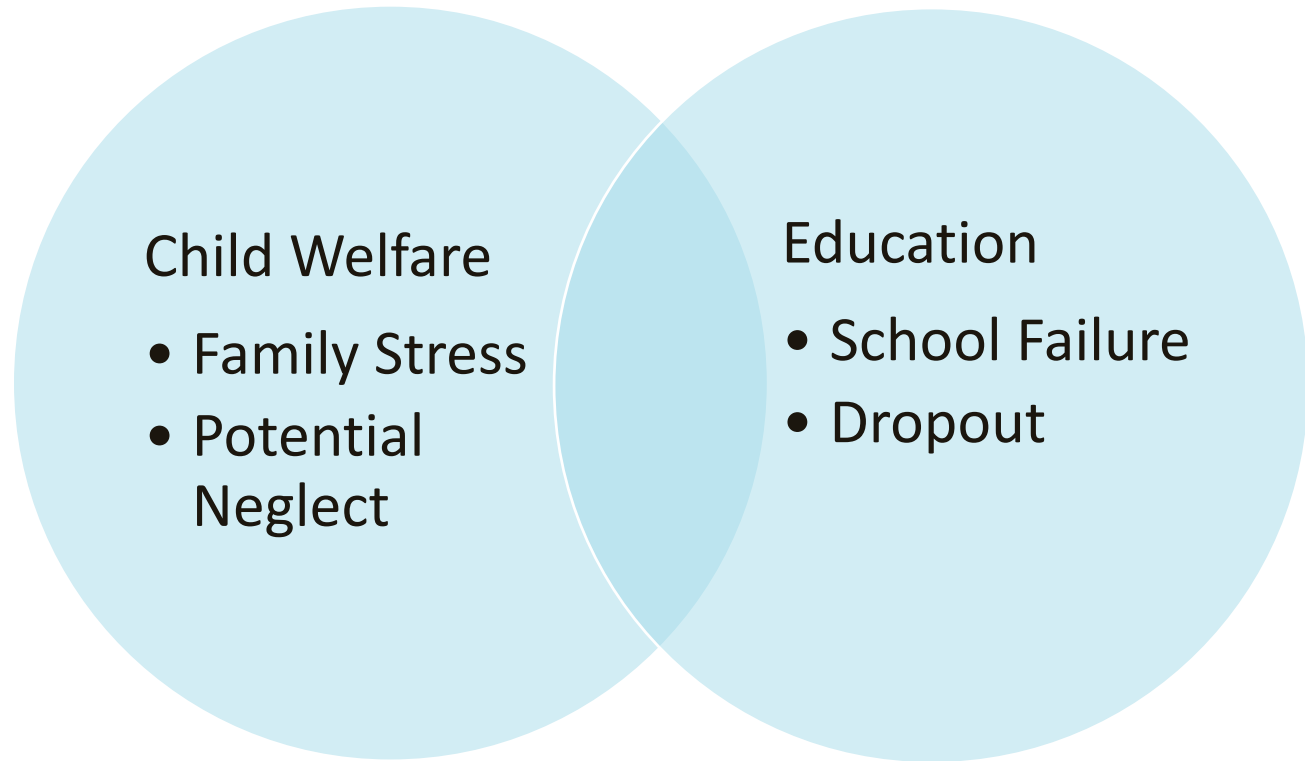 Child Welfare
• Family Stress
• Potential
Neglect
Education
• School Failure
• Dropout